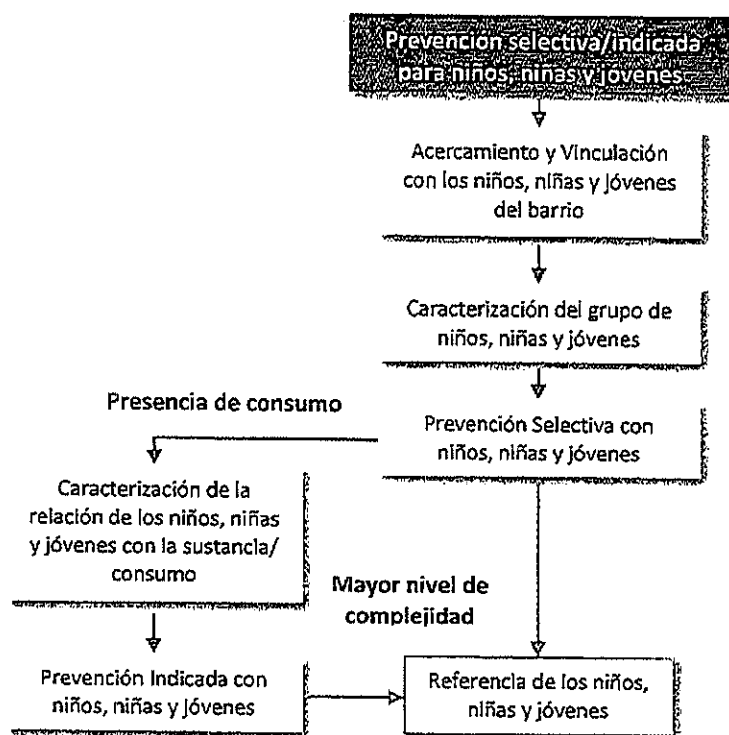 Prevención selectiva/indicada
para niños, niñas y jóvenes
Acercamiento y Vinculación
con los niños, niñas y jóvenes
del barrio
Caracterización del grupo de
niños, niñas y jóvenes
Presencia de consumo
Prevención Selectiva con
niños, niñas y jóvenes
Caracterización de la
relación de los niños, niñas
y jóvenes con la sustancia/
consumo
Mayor nivel de
complejidad
Prevención Indicada con
niños, niñas y jóvenes
Referencia de los niños,
niñas y jóvenes